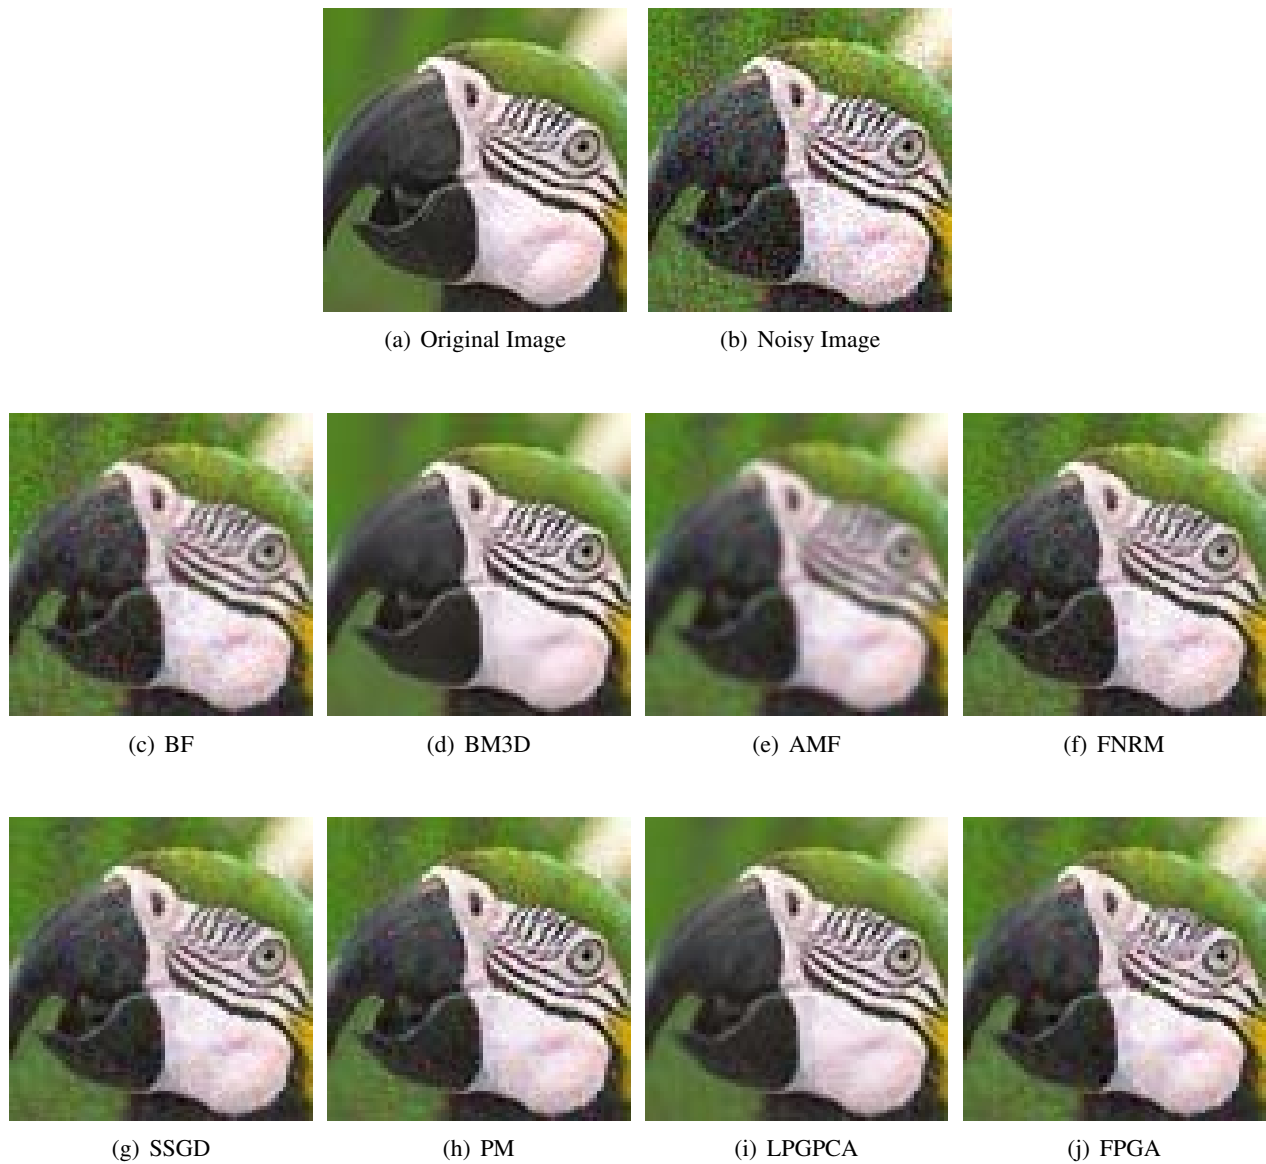 (a) Original Image
(b) Noisy Image
(c) BF
(d) BM3D
(e) AMF
(f) FNRM
(g) SSGD
(h) PM
(i) LPGPCA
(j) FPGA